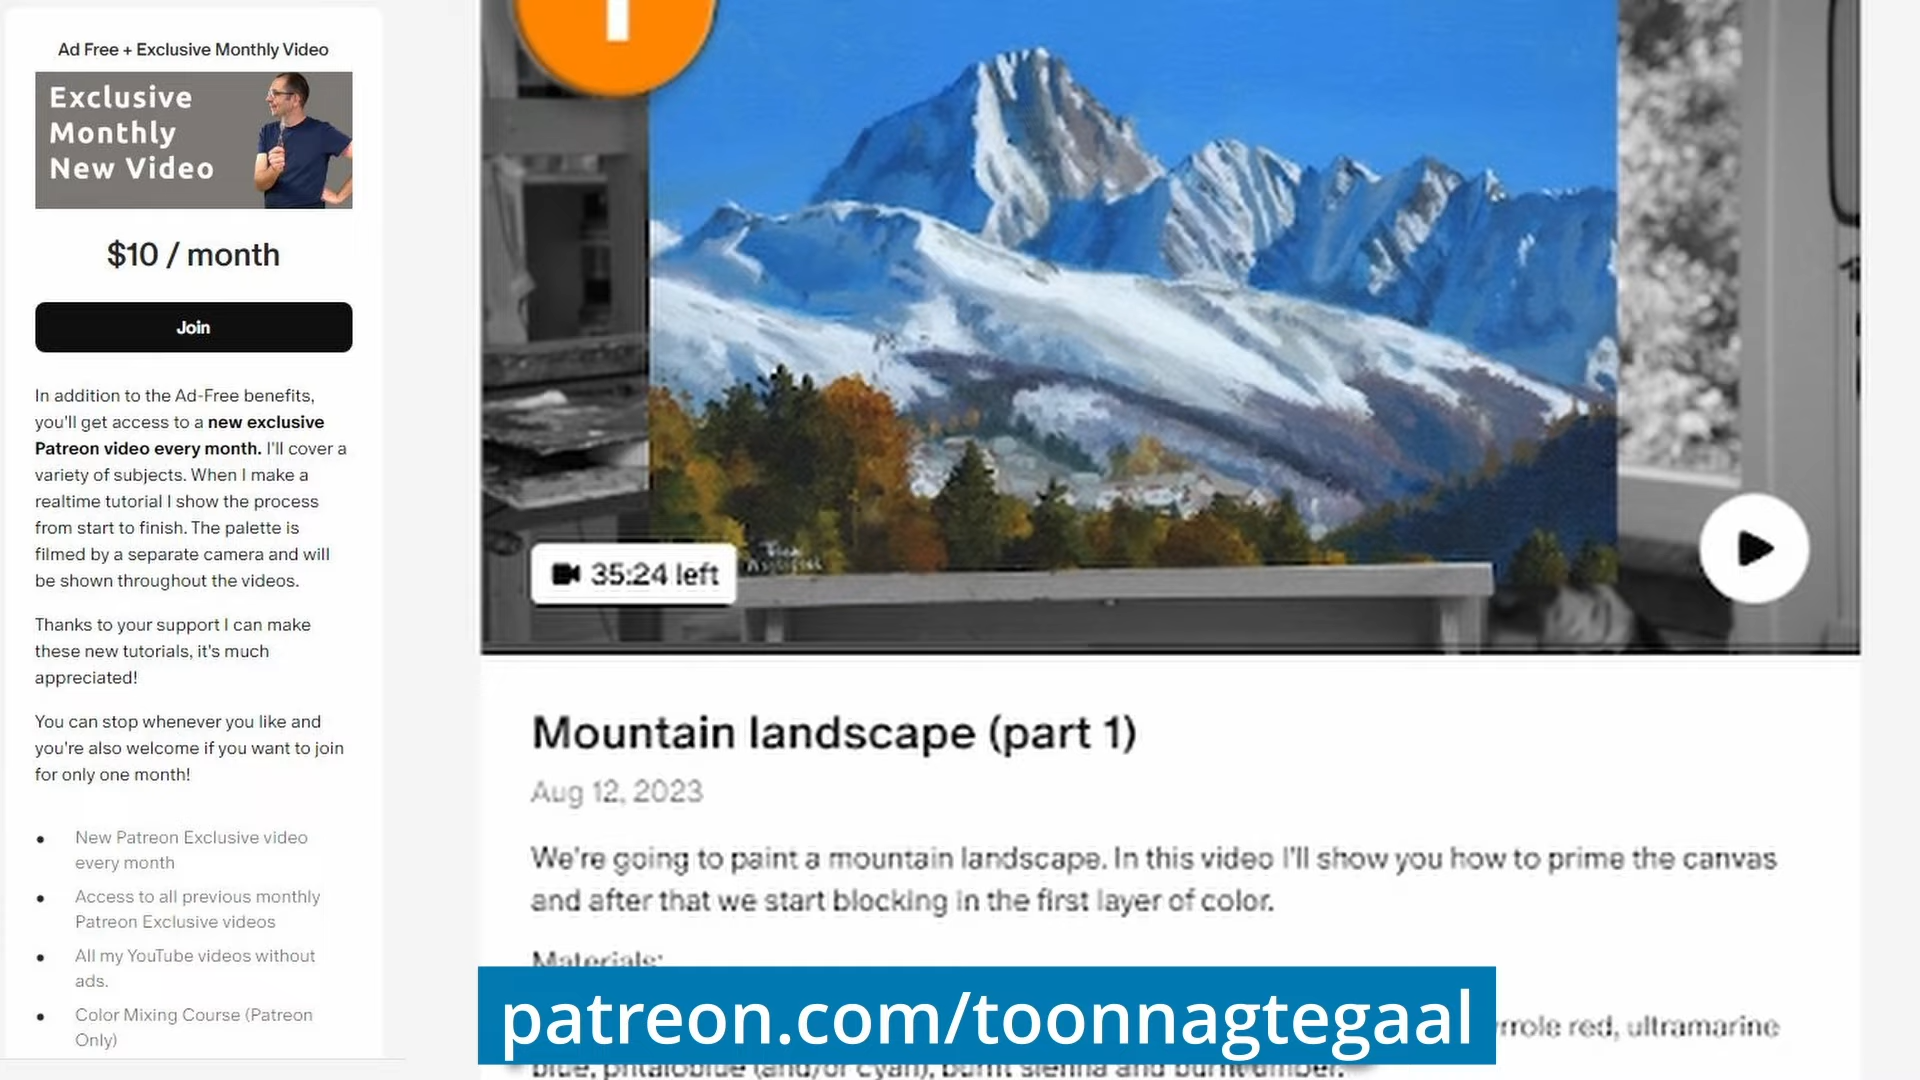 Ad Free + Exclusive Monthly Video
Exclusive
Monthly
New Video
$10 / month
Join
In addition to the Ad-Free benefits,
you'll get access to a new exclusive
Patreon video every month. I'll cover a
variety of subjects. When I make a
realtime tutorial I show the process
from start to finish. The palette is
filmed by a separate camera and will
be shown throughout the videos.
Thanks to your support I can make
these new tutorials, it's much
appreciated!
You can stop whenever you like and
you're also welcome if you want to join
for only one month!
New Patreon Exclusive video
every month
Access to all previous monthly
Patreon Exclusive videos
All my YouTube videos without
ads.
Color Mixing Course (Patreon
Only)
35:24 left
Mountain landscape (part 1)
Aug 12, 2023
We're going to paint a mountain landscape. In this video I'll show you how to prime the canvas
and after that we start blocking in the first layer of color.
Materials:
red, ultramarine
blue, phtaloblue (and/or cyan), burnt sienna and burnt umber.
patreon.com/toonnagtegaal